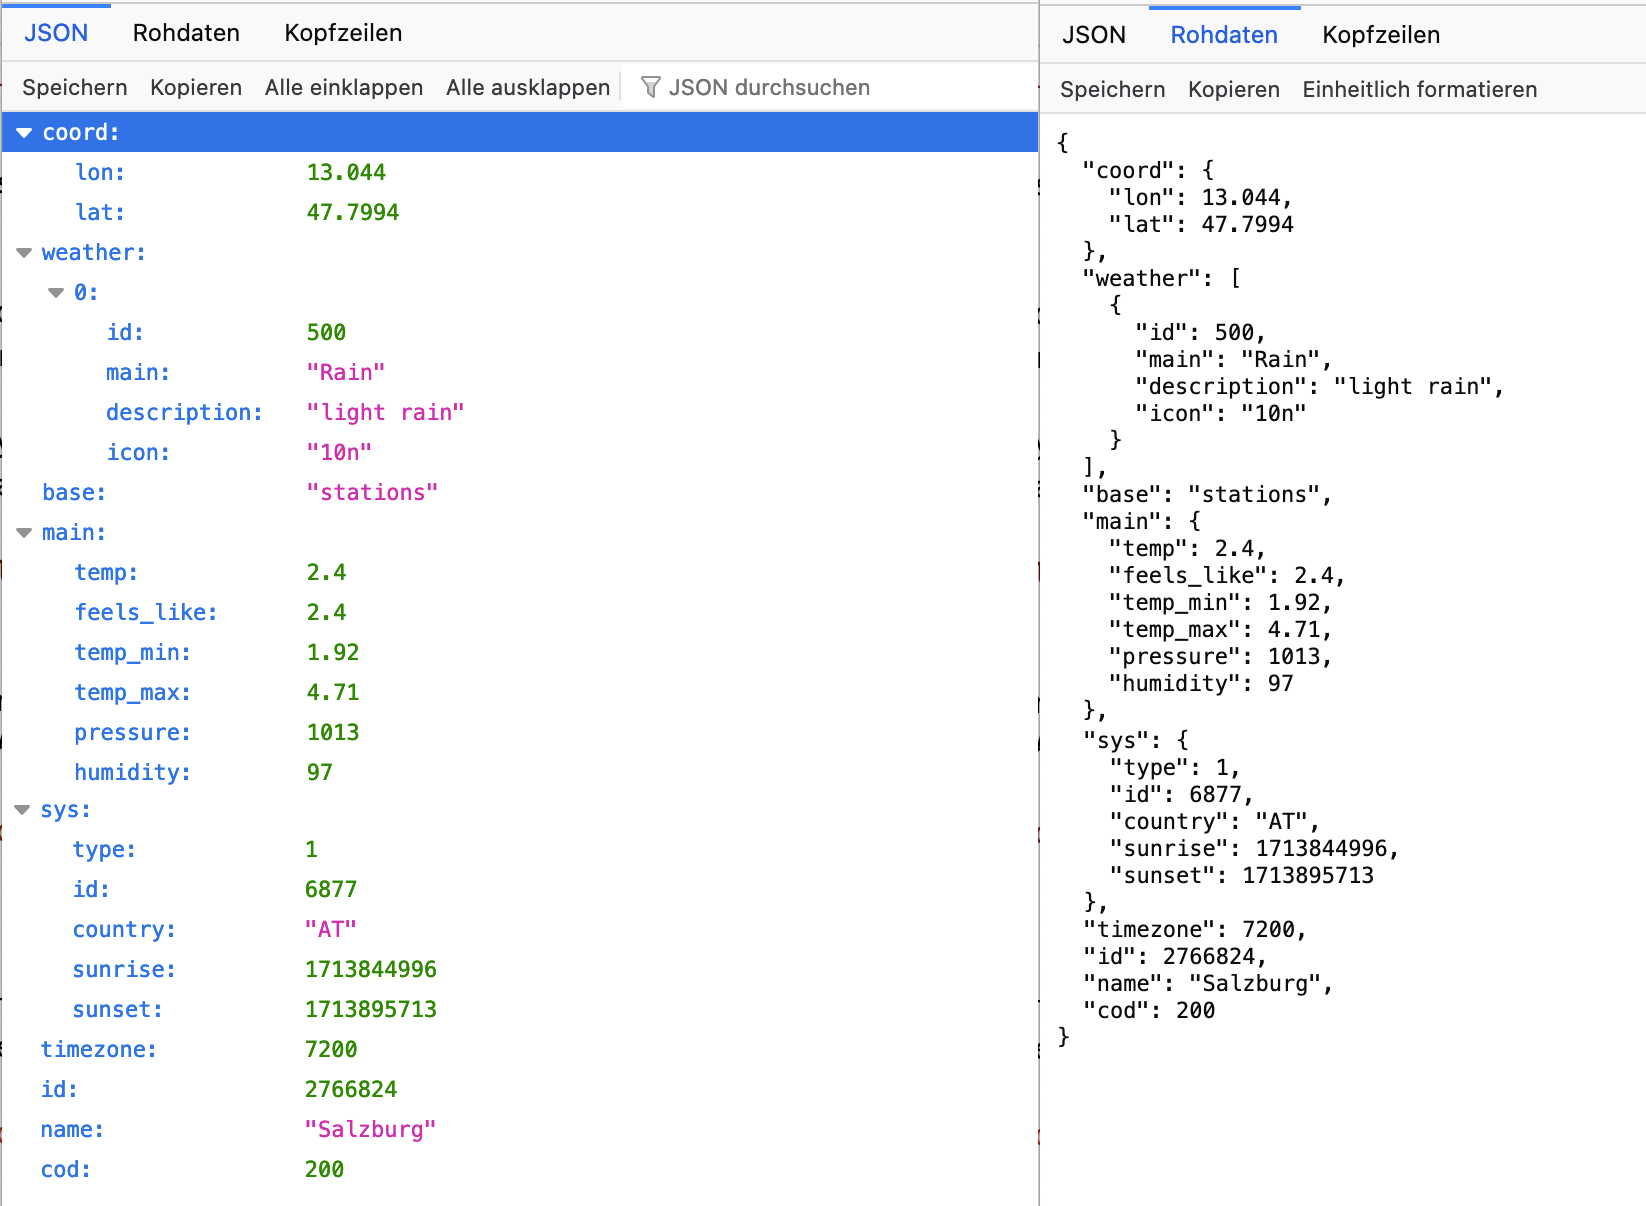 JSON Rohdaten Kopfzeilen
Speichern Kopieren Alle einklappen Alle ausklappen JSON durchsuchen
coord:
lon: 13.044
lat: 47.7994
weather:
0:
id: 500
main: "Rain"
description: "light rain"
icon: "10n"
base: "stations"
main:
temp: 2.4
feels_like: 2.4
temp_min: 1.92
temp_max: 4.71
pressure: 1013
humidity: 97
sys:
type: 1
id: 6877
country: "AT"
sunrise: 1713844996
sunset: 1713895713
timezone: 7200
id: 2766824
name: "Salzburg"
cod: 200
JSON Rohdaten Kopfzeilen
Speichern Kopieren Einheitlich formatieren
{
"coord": {
"lon": 13.044,
"lat": 47.7994
},
"weather": [
{
"id": 500,
"main": "Rain",
"description": "light rain",
"icon": "10n"
}
],
"base": "stations",
"main": {
"temp": 2.4,
"feels_like": 2.4,
"temp_min": 1.92,
"temp_max": 4.71,
"pressure": 1013,
"humidity": 97
},
"sys": {
"type": 1,
"id": 6877,
"country": "AT",
"sunrise": 1713844996,
"sunset": 1713895713
},
"timezone": 7200,
"id": 2766824,
"name": "Salzburg",
"cod": 200
}